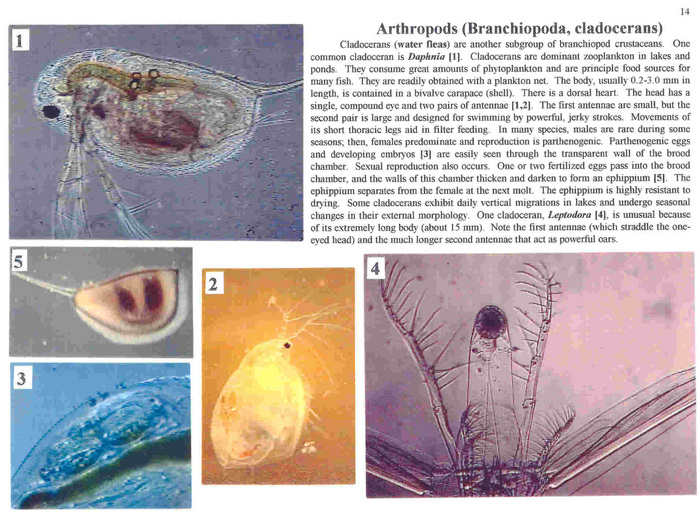 14
Arthropods (Branchiopoda, cladocerans)
Cladocerans (water fleas) are another subgroup of branchiopod crustaceans. One
common cladoceran is Daphnia [1]. Cladocerans are dominant zooplankton in lakes and
ponds. They consume great amounts of phytoplankton and are principle food sources for
many fish. They are readily obtained with a plankton net. The body, usually 0.2-3.0 mm in
length, is contained in a bivalve carapace (shell). There is a dorsal heart. The head has a
single, compound eye and two pairs of antennae [1,2]. The first antennae are small, but the
second pair is large and designed for swimming by powerful, jerky strokes. Movements of
its short thoracic legs aid in filter feeding. In many species, males are rare during some
seasons; then, females predominate and reproduction is parthenogenic. Parthenogenic eggs
and developing embryos [3] are easily seen through the transparent wall of the brood
chamber. Sexual reproduction also occurs. One or two fertilized eggs pass into the brood
chamber, and the walls of this chamber thicken and darken to form an ephippium [5]. The
ephippium separates from the female at the next molt. The ephippium is highly resistant to
drying. Some cladocerans exhibit daily vertical migrations in lakes and undergo seasonal
changes in their external morphology. One cladoceran, Leptodora [4], is unusual because
of its extremely long body (about 15 mm). Note the first antennae (which straddle the one-
eyed head) and the much longer second antennae that act as powerful oars.
1
5
2
4
3